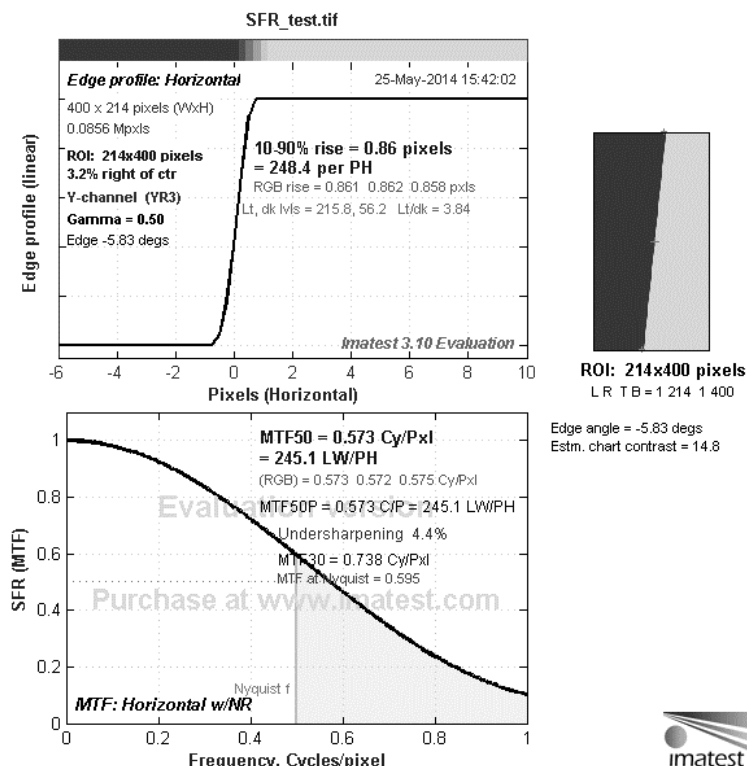 SFR_test.tif
Edge profile: Horizontal
25-May-2014 15:42:02
400 x 214 pixels (WxH)
0.0856 Mpxls
ROI: 214x400 pixels
3.2% right of ctr
Y-channel (YR3)
Gamma = 0.50
Edge -5.83 degs
10-90% rise = 0.86 pixels
= 248.4 per PH
RGB rise = 0.861 0.862 0.858 pxls
Lt, dk lvls = 215.8, 56.2 Lt/dk = 3.84
Imatest 3.10 Evaluation
Edge profile (linear)
-6 -4 -2 0 2 4 6 8 10
Pixels (Horizontal)
ROI: 214x400 pixels
L R T B = 1 214 1 400
Edge angle = -5.83 degs
Estm. chart contrast = 14.8
MTF50 = 0.573 Cy/Pxl
= 245.1 LW/PH
(RGB) = 0.573 0.572 0.575 Cy/Pxl
Evaluation version
MTF50P = 0.573 C/P = 245.1 LW/PH
Undersharpening 4.4%
MTF30 = 0.738 Cy/Pxl
MTF at Nyquist = 0.595
Purchase at www.imatest.com
Nyquist f
MTF: Horizontal w/NR
SFR (MTF)
1
0.8
0.6
0.4
0.2
0
0 0.2 0.4 0.6 0.8 1
Frequency, Cycles/pixel
imatest